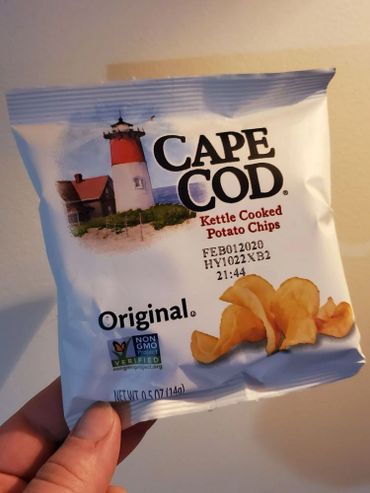 CAPE
COD®
Kettle Cooked
Potato Chips
FEB012020
HY1022XB2
21:44
Original.
NON
GMO
Project
VERIFIED
nongmoproject.org
NET WT 0.5 OZ (14g)